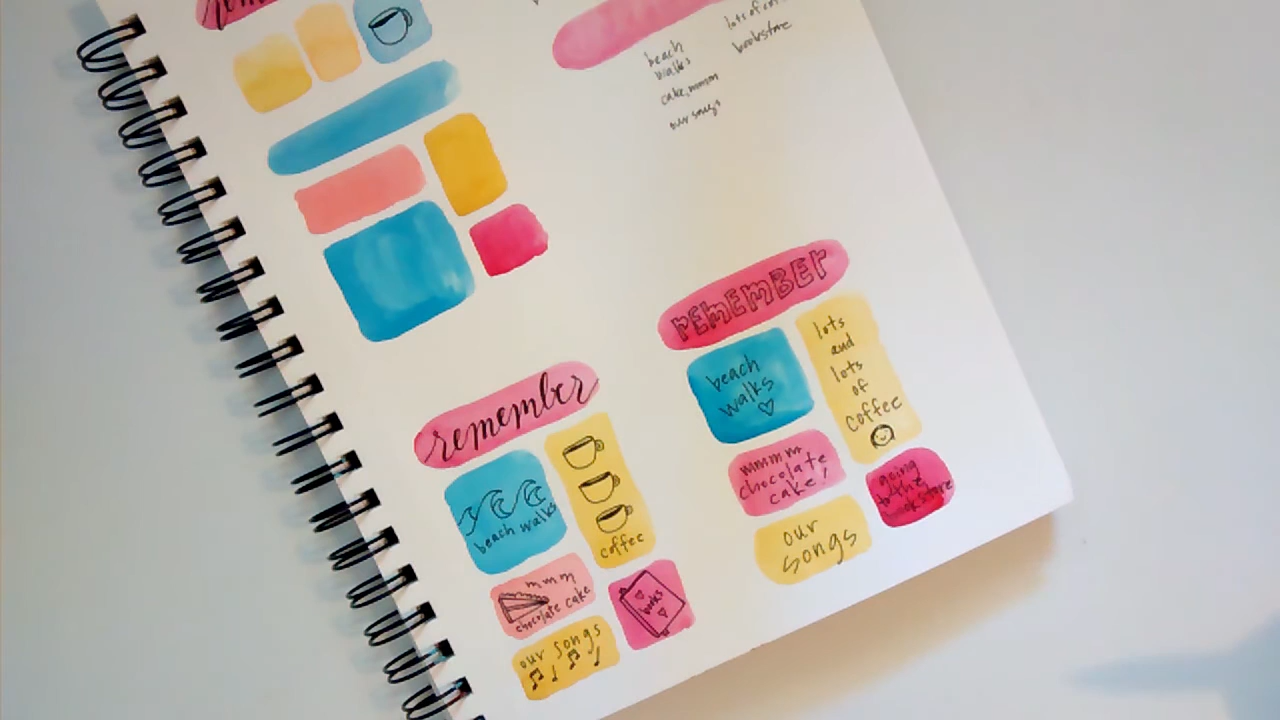 lots of
bookstore
beach
walks
cake, mmm
our songs
REMEMBER
beach
walks
lots
and
lots
of
coffee
mmmm
chocolate
cake,
going
to the
bookstore
our
songs
remember
beach walks
coffee
mmm
chocolate cake
books
our songs